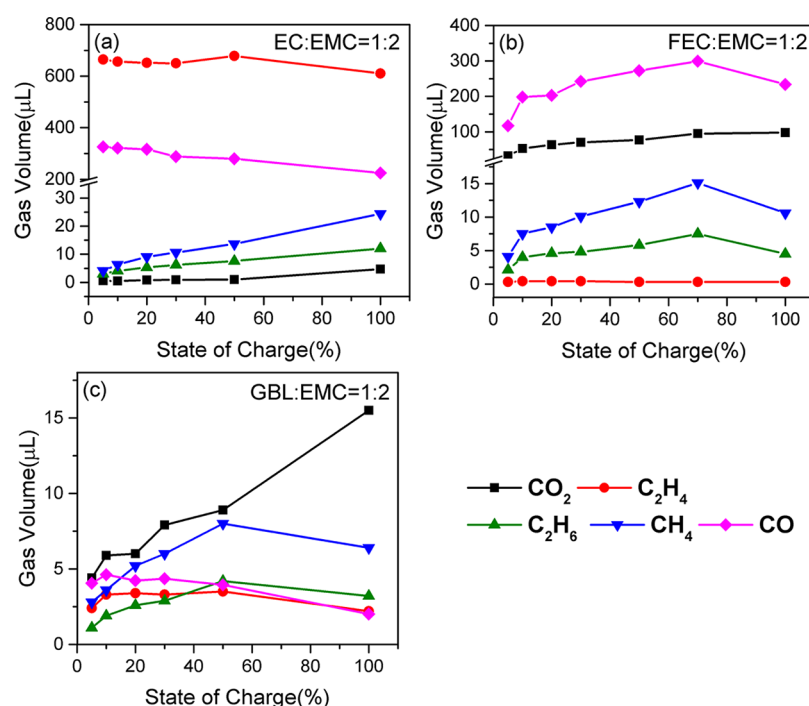 (a) EC:EMC=1:2
Gas Volume(μL)
800
600
400
200
30
20
10
0
0 20 40 60 80 100
State of Charge(%)
(b) FEC:EMC=1:2
Gas Volume(μL)
400
300
200
100
15
10
5
0
0 20 40 60 80 100
State of Charge(%)
(c) GBL:EMC=1:2
Gas Volume(μL)
15
10
5
0
0 20 40 60 80 100
State of Charge(%)
CO₂ C₂H₄
C₂H₆ CH₄ CO